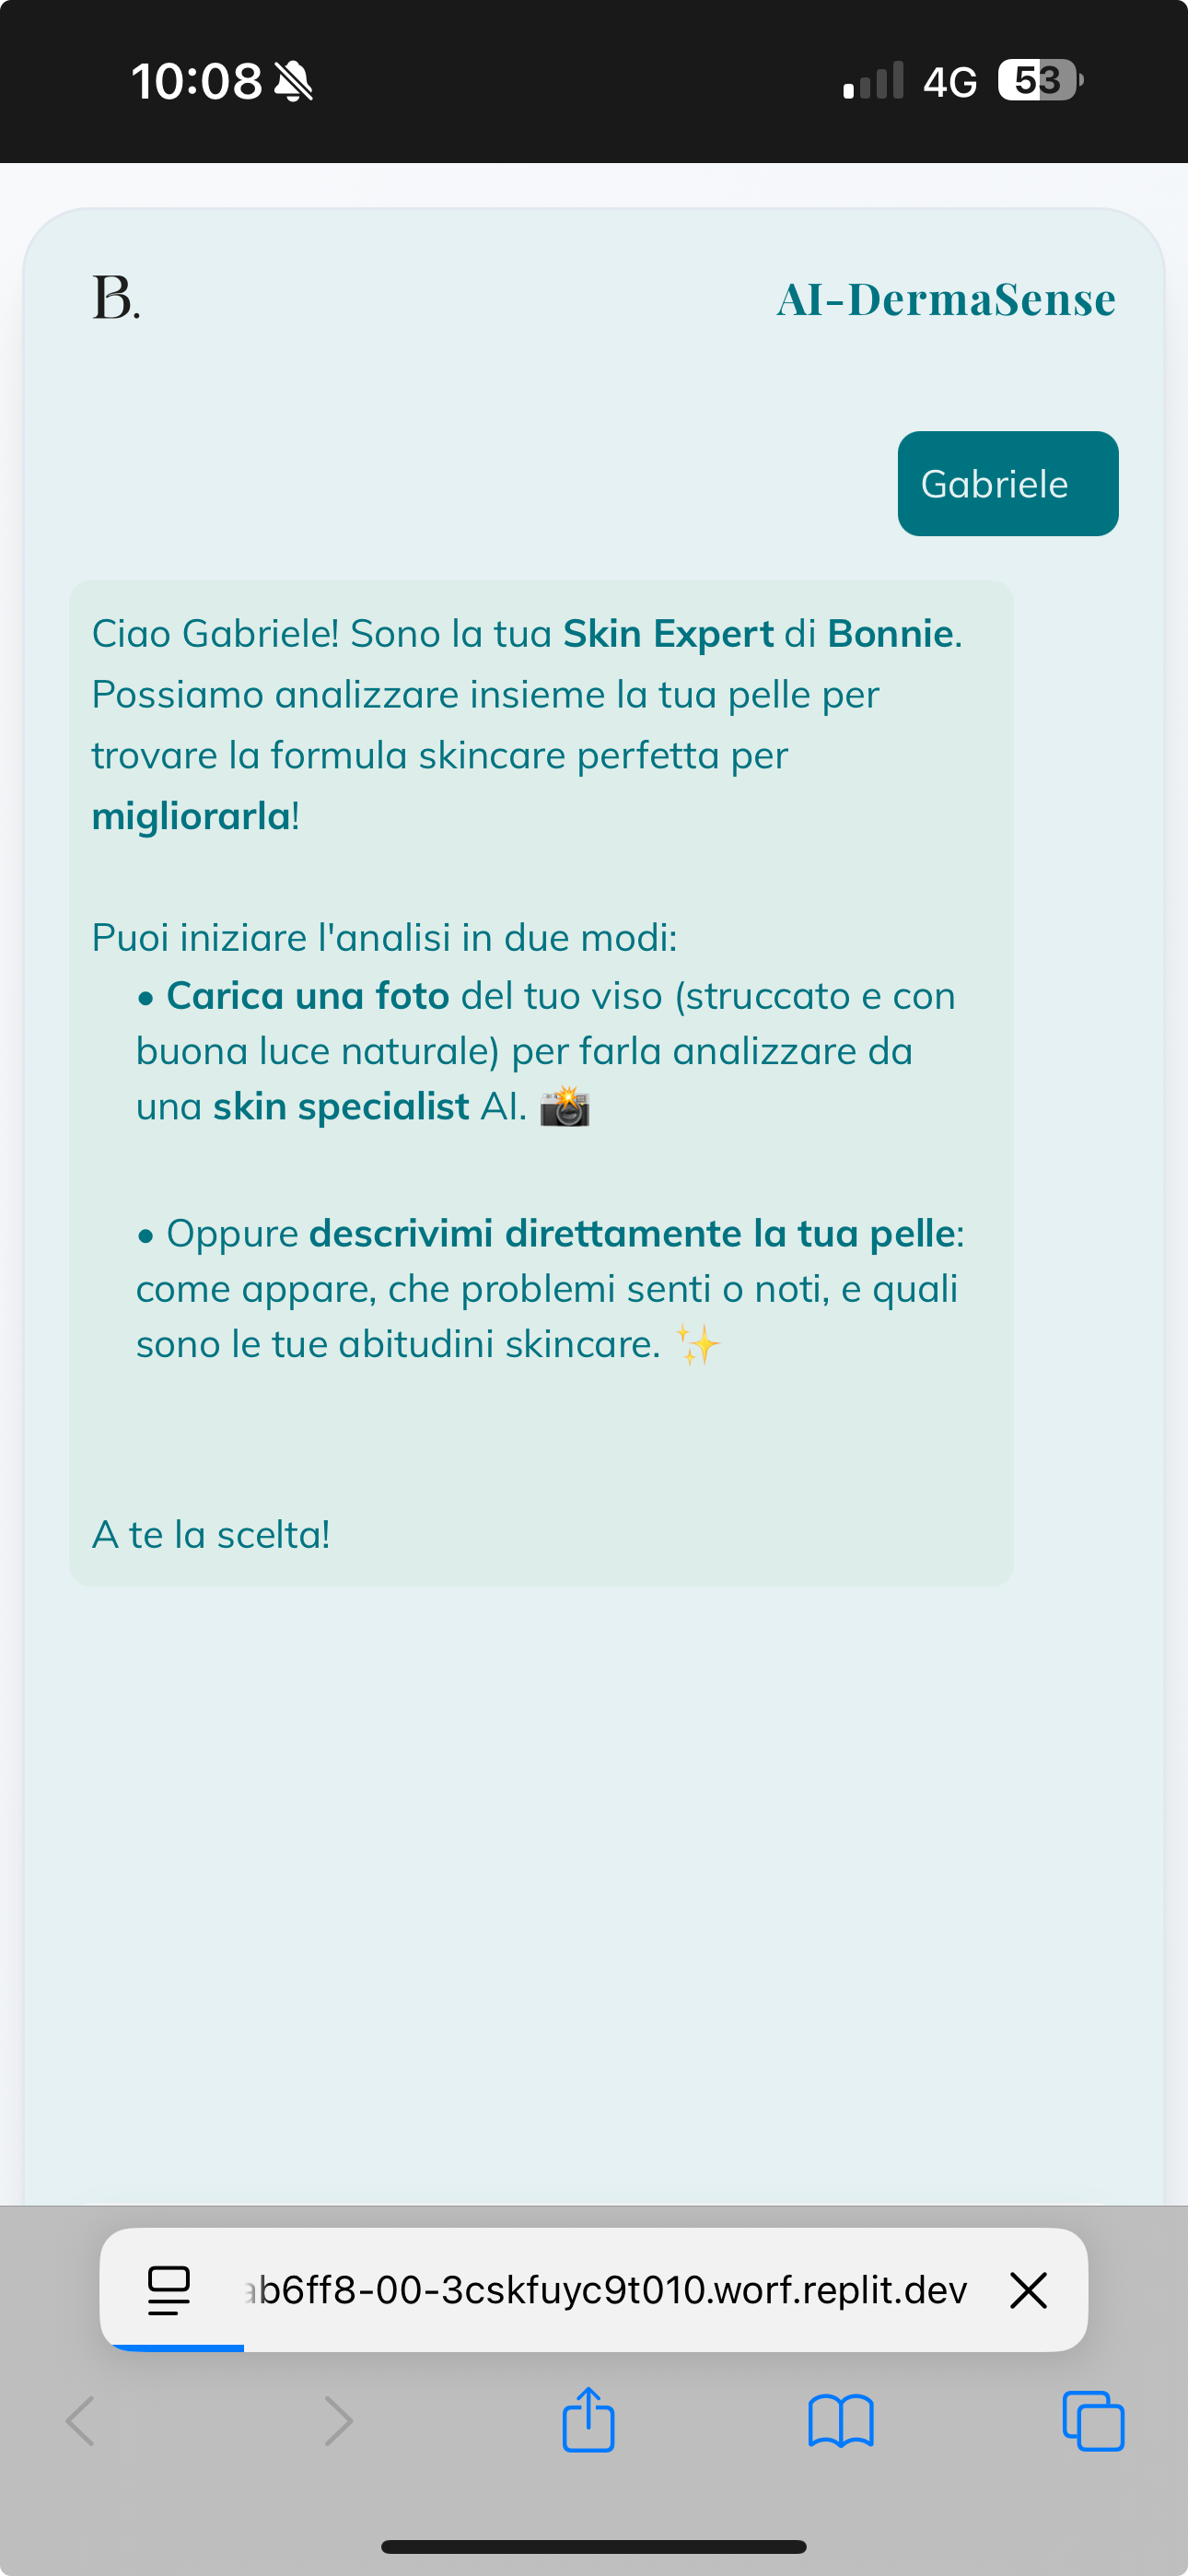 10:08
4G
53
B.
AI-DermaSense
Gabriele
Ciao Gabriele! Sono la tua Skin Expert di Bonnie.
Possiamo analizzare insieme la tua pelle per
trovare la formula skincare perfetta per
migliorarla!
Puoi iniziare l'analisi in due modi:
• Carica una foto del tuo viso (struccato e con
buona luce naturale) per farla analizzare da
una skin specialist AI. 📸
• Oppure descrivimi direttamente la tua pelle:
come appare, che problemi senti o noti, e quali
sono le tue abitudini skincare. ✨
A te la scelta!
ab6ff8-00-3cskfuyc9t010.worf.replit.dev